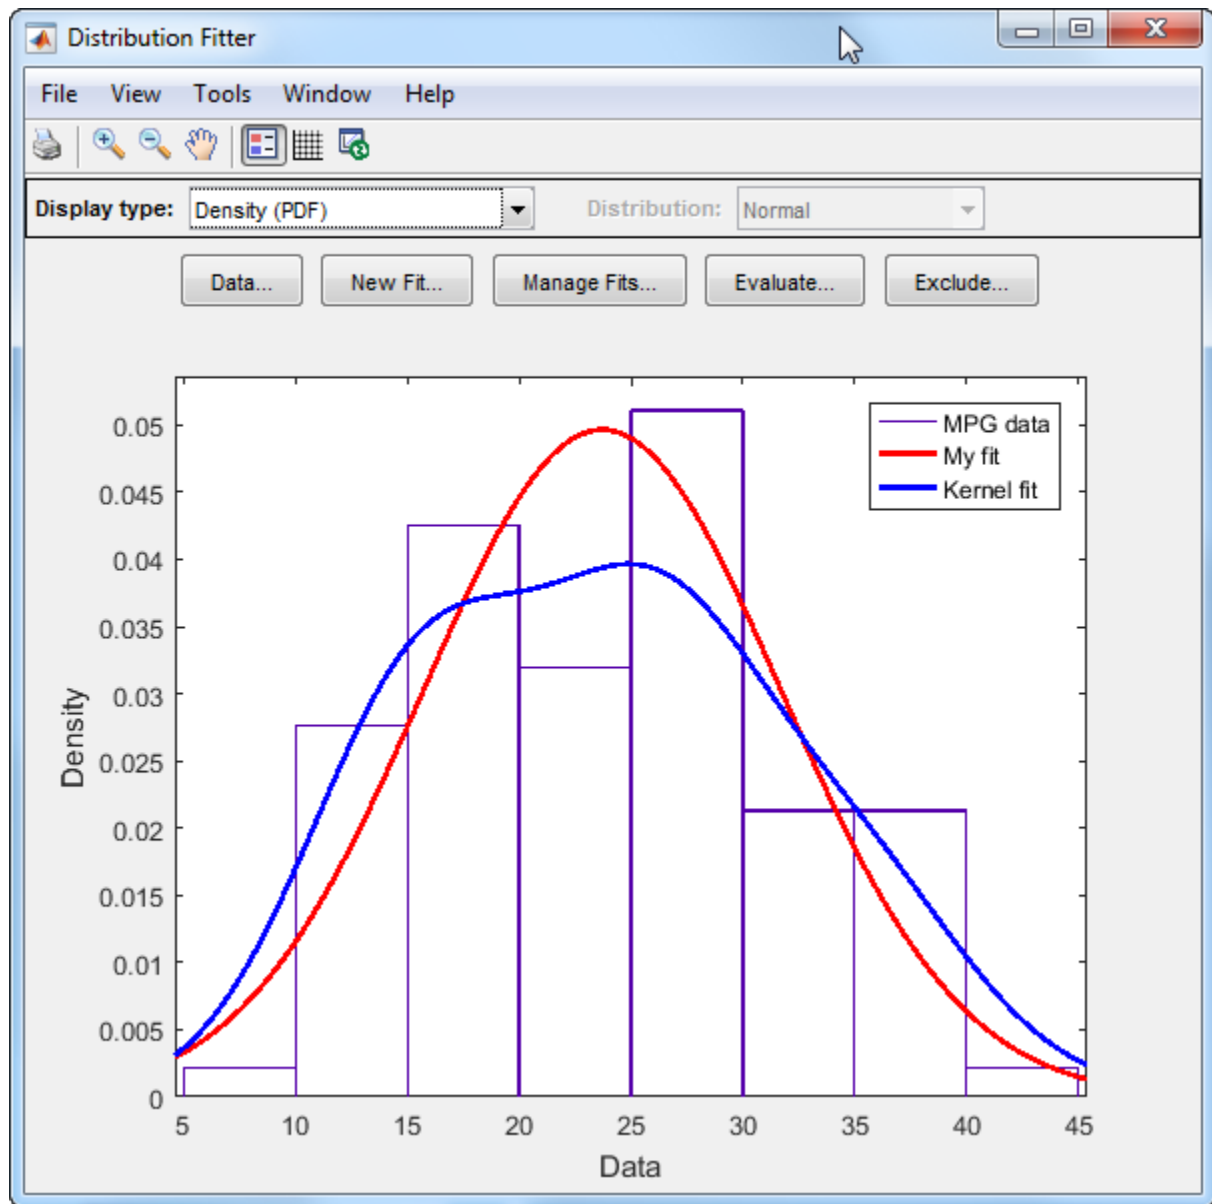 Distribution Fitter
File View Tools Window Help
Display type: Density (PDF) Distribution: Normal
Data... New Fit... Manage Fits... Evaluate... Exclude...
MPG data
My fit
Kernel fit
0.05
0.045
0.04
0.035
0.03
0.025
0.02
0.015
0.01
0.005
0
Density
5 10 15 20 25 30 35 40 45
Data